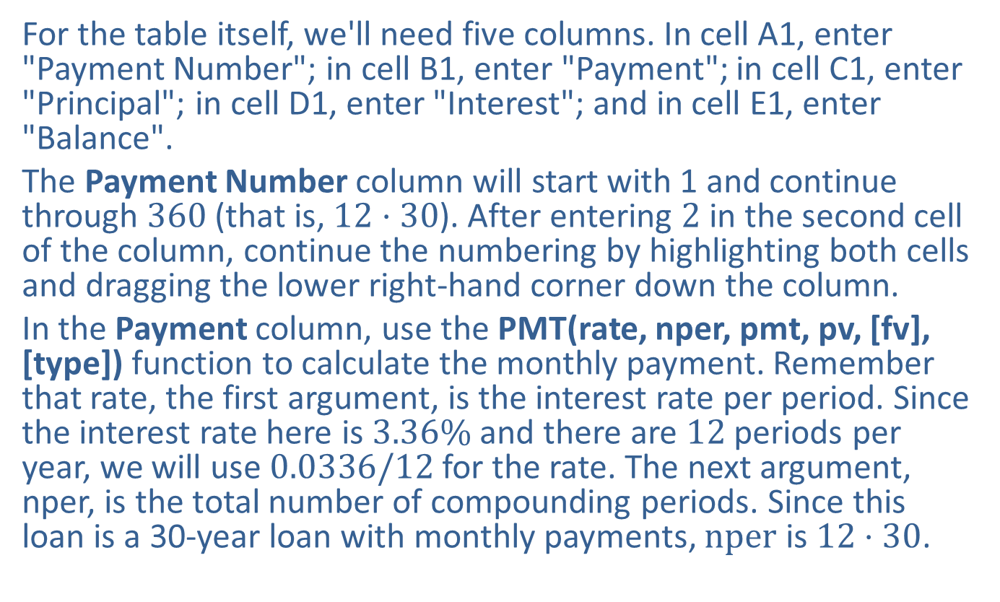 For the table itself, we'll need five columns. In cell A1, enter
"Payment Number"; in cell B1, enter "Payment"; in cell C1, enter
"Principal"; in cell D1, enter "Interest"; and in cell E1, enter
"Balance".
The Payment Number column will start with 1 and continue
through 360 (that is, 12 · 30). After entering 2 in the second cell
of the column, continue the numbering by highlighting both cells
and dragging the lower right-hand corner down the column.
In the Payment column, use the PMT(rate, nper, pmt, pv, [fv],
[type]) function to calculate the monthly payment. Remember
that rate, the first argument, is the interest rate per period. Since
the interest rate here is 3.36% and there are 12 periods per
year, we will use 0.0336/12 for the rate. The next argument,
nper, is the total number of compounding periods. Since this
loan is a 30-year loan with monthly payments, nper is 12 · 30.